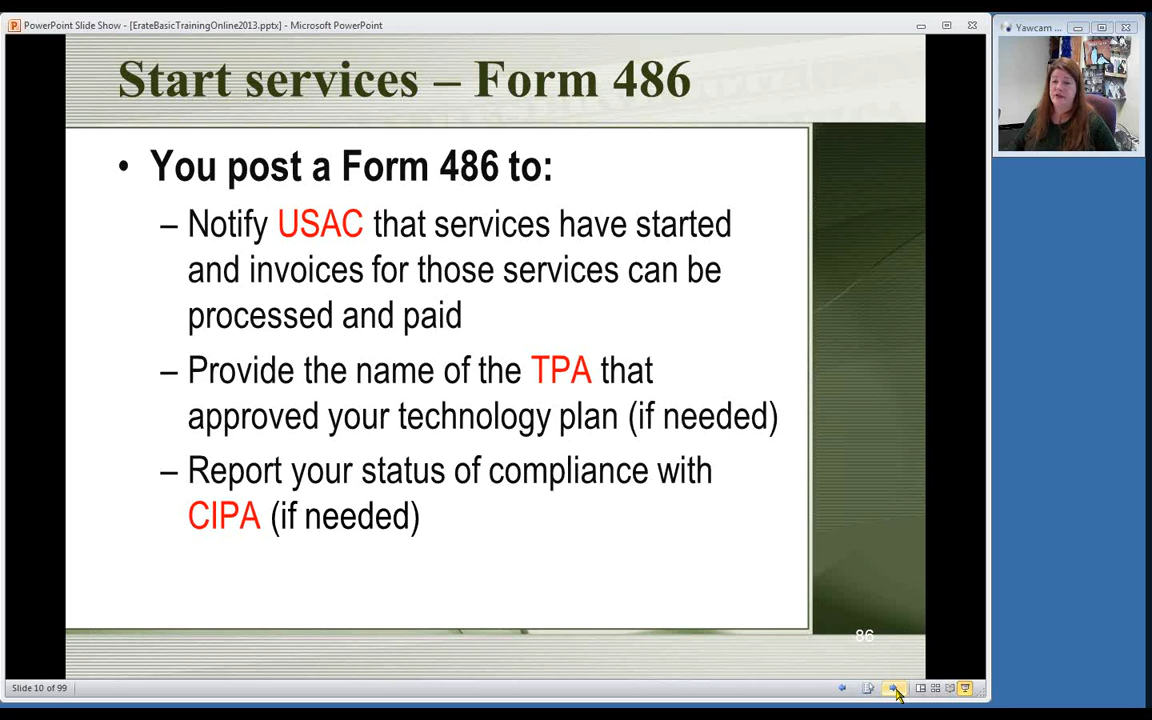 PowerPoint Slide Show - [ErateBasicTrainingOnline2013.pptx] - Microsoft PowerPoint
Yawcam ...
Start services – Form 486
• You post a Form 486 to:
– Notify USAC that services have started
and invoices for those services can be
processed and paid
– Provide the name of the TPA that
approved your technology plan (if needed)
– Report your status of compliance with
CIPA (if needed)
86
Slide 10 of 99